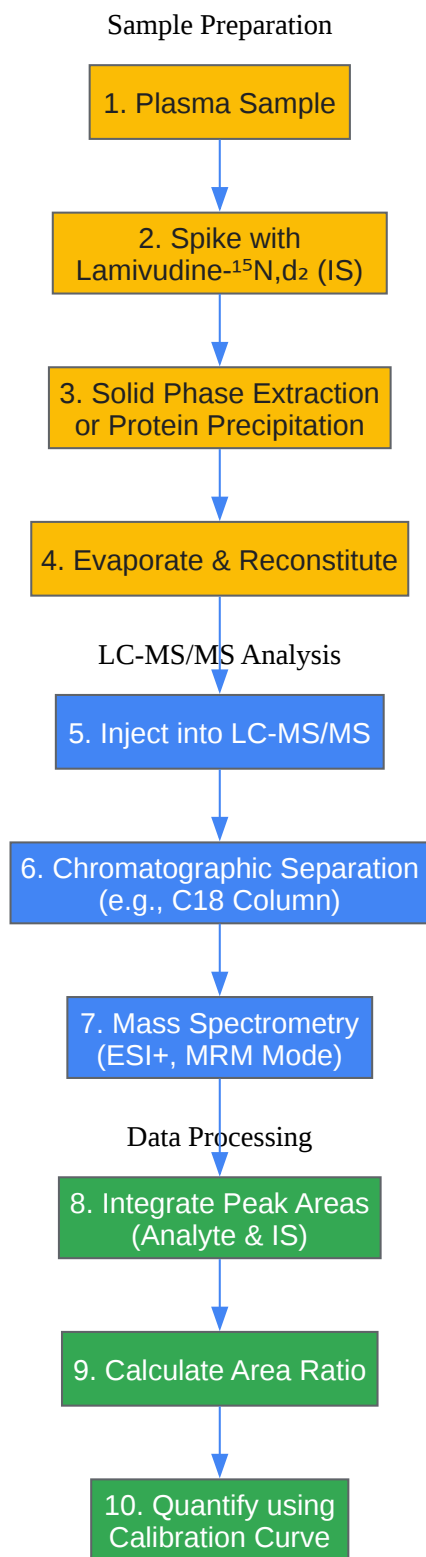 Sample Preparation
1. Plasma Sample
2. Spike with
Lamivudine-¹⁵N,d₂ (IS)
3. Solid Phase Extraction
or Protein Precipitation
4. Evaporate & Reconstitute
LC-MS/MS Analysis
5. Inject into LC-MS/MS
6. Chromatographic Separation
(e.g., C18 Column)
7. Mass Spectrometry
(ESI+, MRM Mode)
Data Processing
8. Integrate Peak Areas
(Analyte & IS)
9. Calculate Area Ratio
10. Quantify using
Calibration Curve